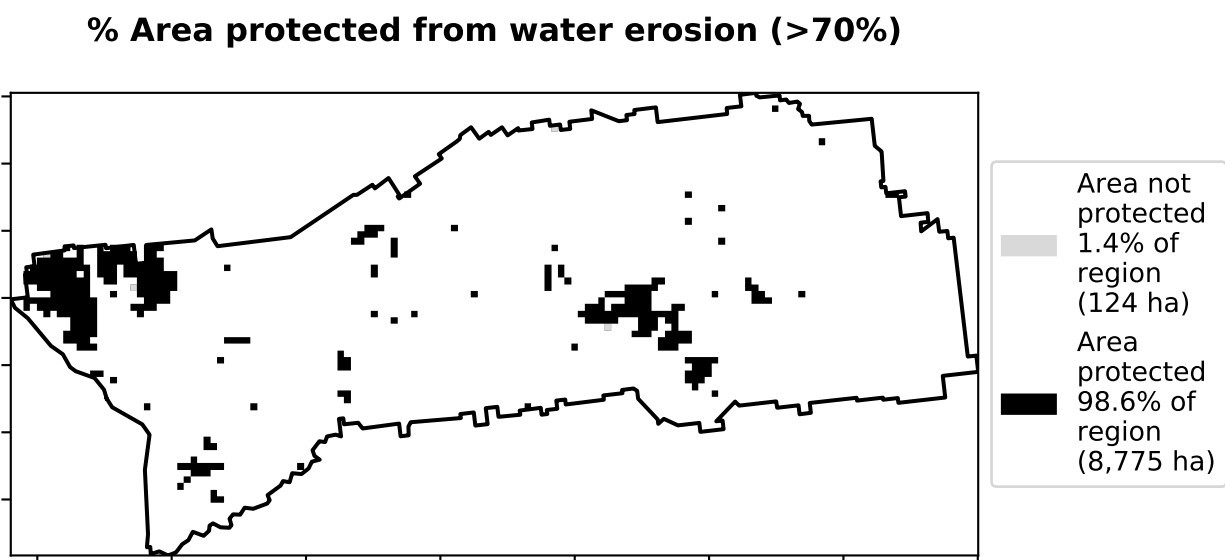 % Area protected from water erosion (>70%)
Area not
protected
1.4% of
region
(124 ha)
Area
protected
98.6% of
region
(8,775 ha)